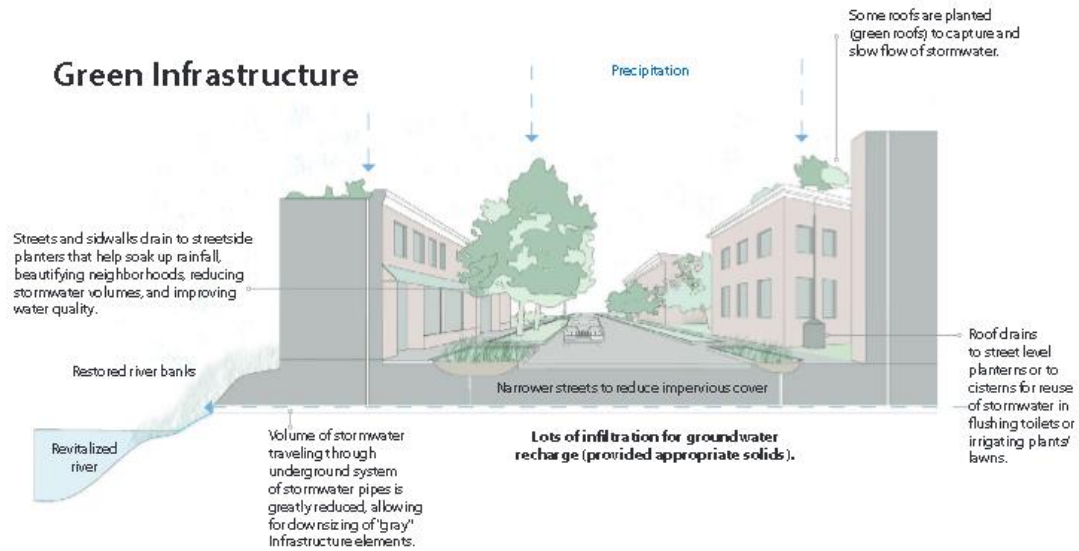 Green Infrastructure
Precipitation
Some roofs are planted
(green roofs) to capture and
slow flow of stormwater.
Streets and sidwalks drain to streetside
planters that help soak up rainfall,
beautifying neighborhoods, reducing
stormwater volumes, and improving
water quality.
Restored river banks
Revitalized
river
Volume of stormwater
traveling through
underground system
of stormwater pipes is
greatly reduced, allowing
for downsizing of "gray"
Infrastructure elements.
Narrower streets to reduce impervious cover
Lots of infiltration for groundwater
recharge (provided appropriate solids).
Roof drains
to street level
planterns or to
cisterns for reuse
of stormwater in
flushing toilets or
irrigating plants'
lawns.